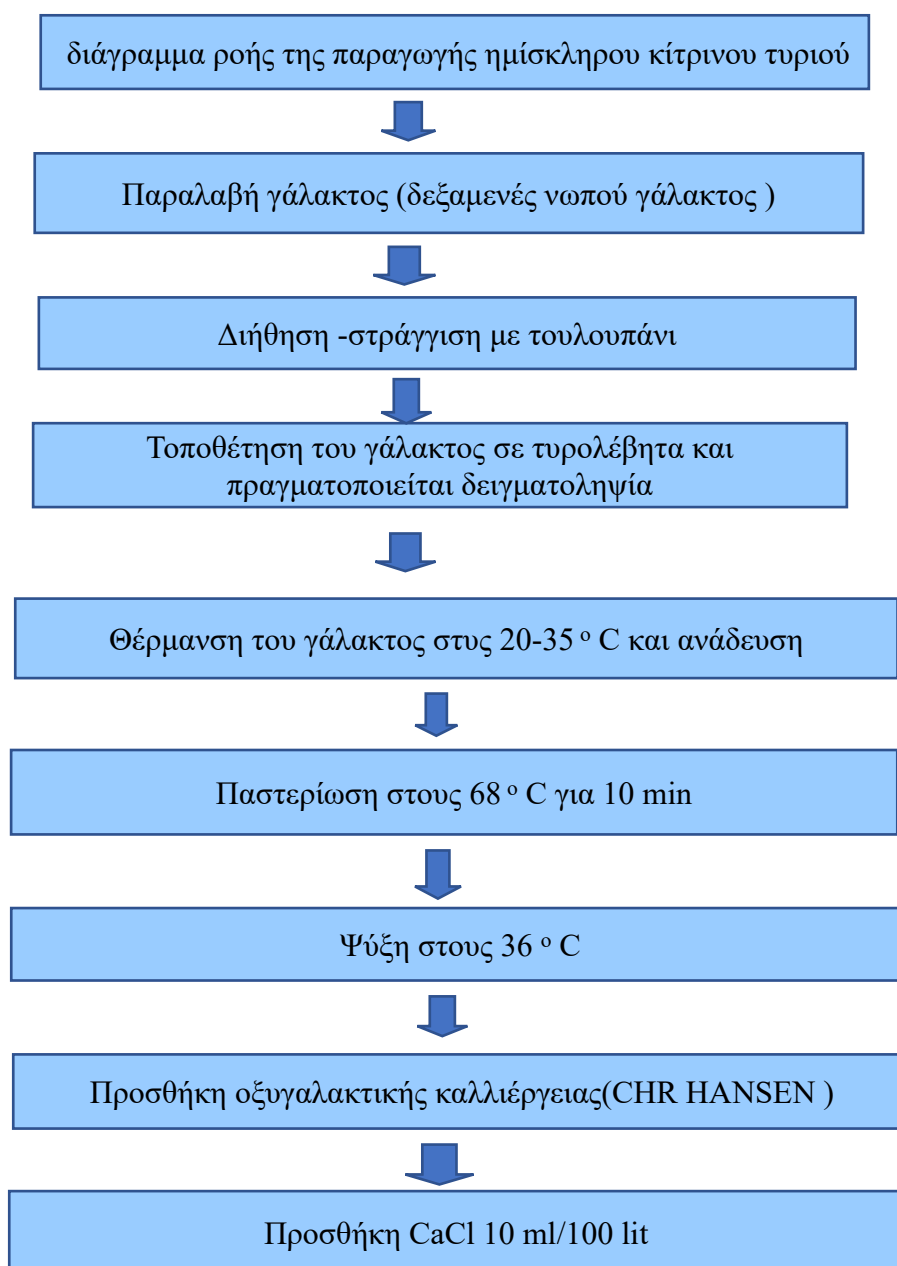 διάγραμμα ροής της παραγωγής ημίσκληρου κίτρινου τυριού
Παραλαβή γάλακτος (δεξαμενές νωπού γάλακτος )
Διήθηση -στράγγιση με τουλουπάνι
Τοποθέτηση του γάλακτος σε τυρολέβητα και
πραγματοποιείται δειγματοληψία
Θέρμανση του γάλακτος στυς 20-35 ° C και ανάδευση
Παστερίωση στους 68 ° C για 10 min
Ψύξη στους 36 ° C
Προσθήκη οξυγαλακτικής καλλιέργειας(CHR HANSEN )
Προσθήκη CaCl 10 ml/100 lit